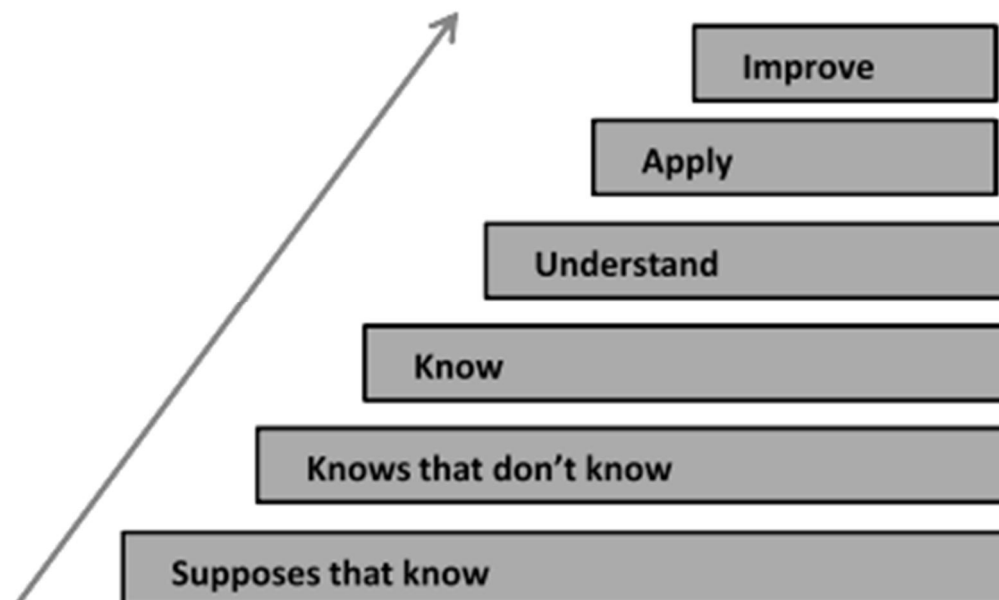 Improve
Apply
Understand
Know
Knows that don’t know
Supposes that know